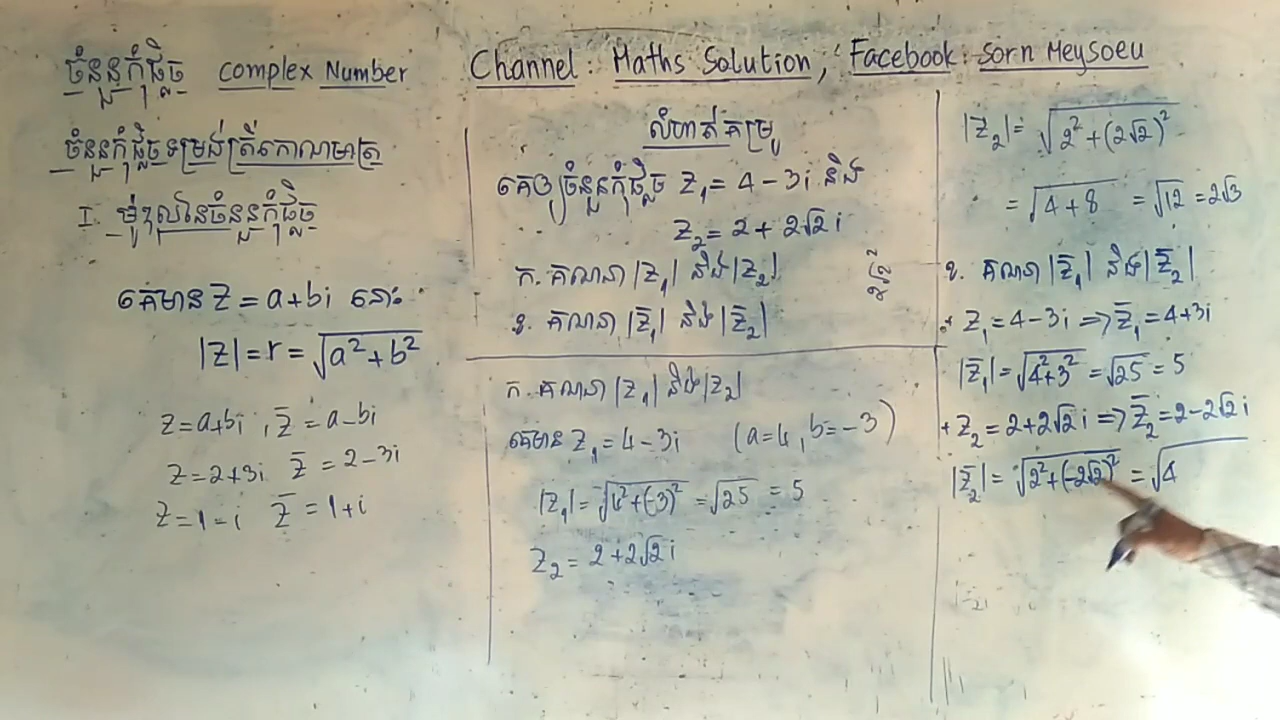 ចំនួនកុំផ្លិច Complex Number
Channel: Maths Solution, Facebook: Sorn Meysoeu
ចំនួនកុំផ្លិចទម្រង់ត្រីកោណមាត្រ
I. ម៉ូឌុលនៃចំនួនកុំផ្លិច
គេមាន z = a+bi នោះ
|z| = r = √(a²+b²)
z = a+bi ; z̄ = a-bi
z = 2+3i z̄ = 2-3i
z = 1-i z̄ = 1+i
លំហាត់គម្រូ
គេឲ្យចំនួនកុំផ្លិច z₁ = 4-3i និង
z₂ = 2+2√2 i
ក. គណនា |z₁| និង |z₂|
ខ. គណនា |z̄₁| និង |z̄₂|
ក. គណនា |z₁| និង |z₂|
គេមាន z₁ = 4-3i (a=4, b=-3)
|z₁| = √(4²+(-3)²) = √25 = 5
z₂ = 2+2√2 i
|z₂| = √(2²+(2√2)²)
= √(4+8) = √12 = 2√3
ខ. គណនា |z̄₁| និង |z̄₂|
+ z₁ = 4-3i => z̄₁ = 4+3i
|z̄₁| = √(4²+3²) = √25 = 5
+ z₂ = 2+2√2 i => z̄₂ = 2-2√2 i
|z̄₂| = √(2²+(-2√2)²) = √4